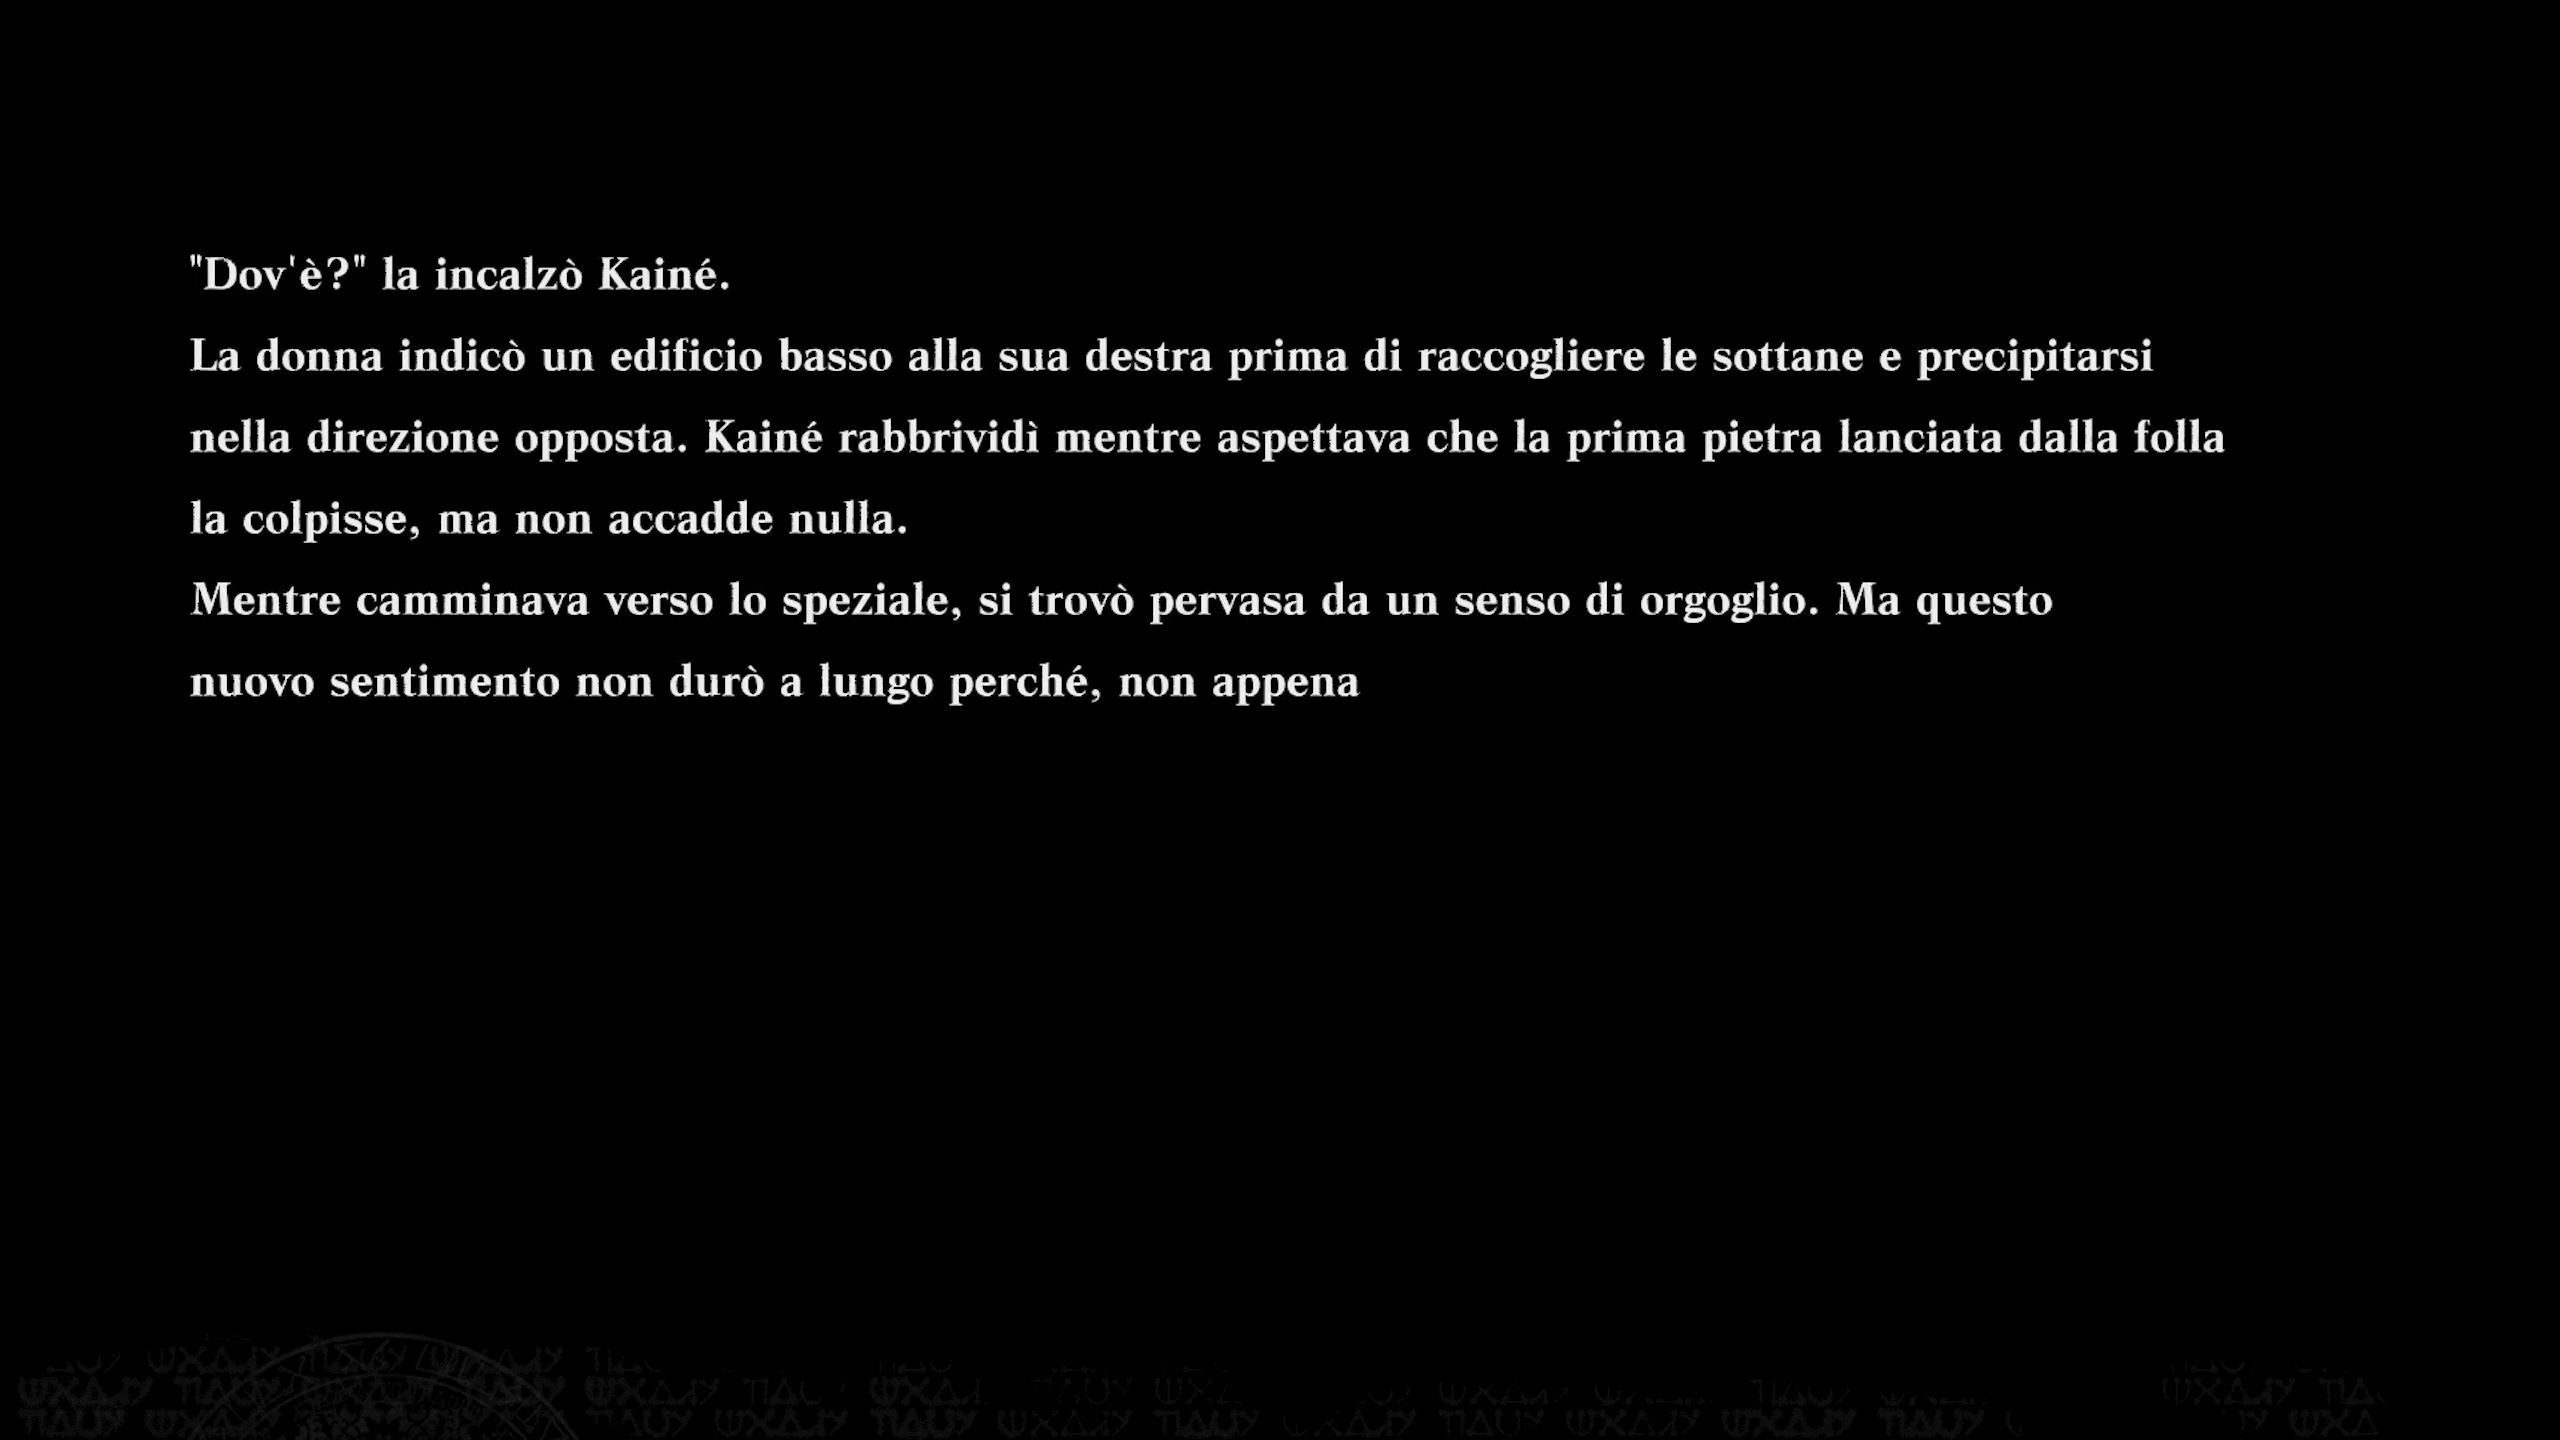 "Dov'è?" la incalzò Kainé.
La donna indicò un edificio basso alla sua destra prima di raccogliere le sottane e precipitarsi
nella direzione opposta. Kainé rabbrividì mentre aspettava che la prima pietra lanciata dalla folla
la colpisse, ma non accadde nulla.
Mentre camminava verso lo speziale, si trovò pervasa da un senso di orgoglio. Ma questo
nuovo sentimento non durò a lungo perché, non appena